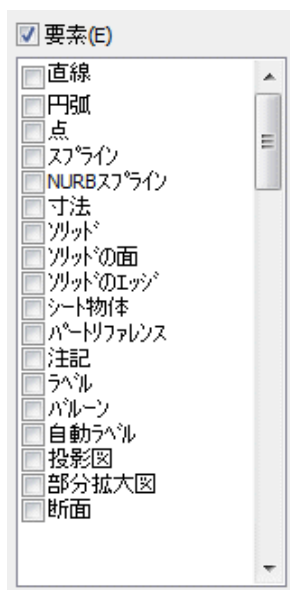 要素(E)
直線
円弧
点
ｽﾌﾟﾗｲﾝ
NURBｽﾌﾟﾗｲﾝ
寸法
ｿﾘｯﾄﾞ
ｿﾘｯﾄﾞの面
ｿﾘｯﾄﾞのｴｯｼﾞ
ｼｰﾄ物体
ﾊﾟｰﾄﾘﾌｧﾚﾝｽ
注記
ﾗﾍﾞﾙ
ﾊﾞﾙｰﾝ
自動ﾗﾍﾞﾙ
投影図
部分拡大図
断面